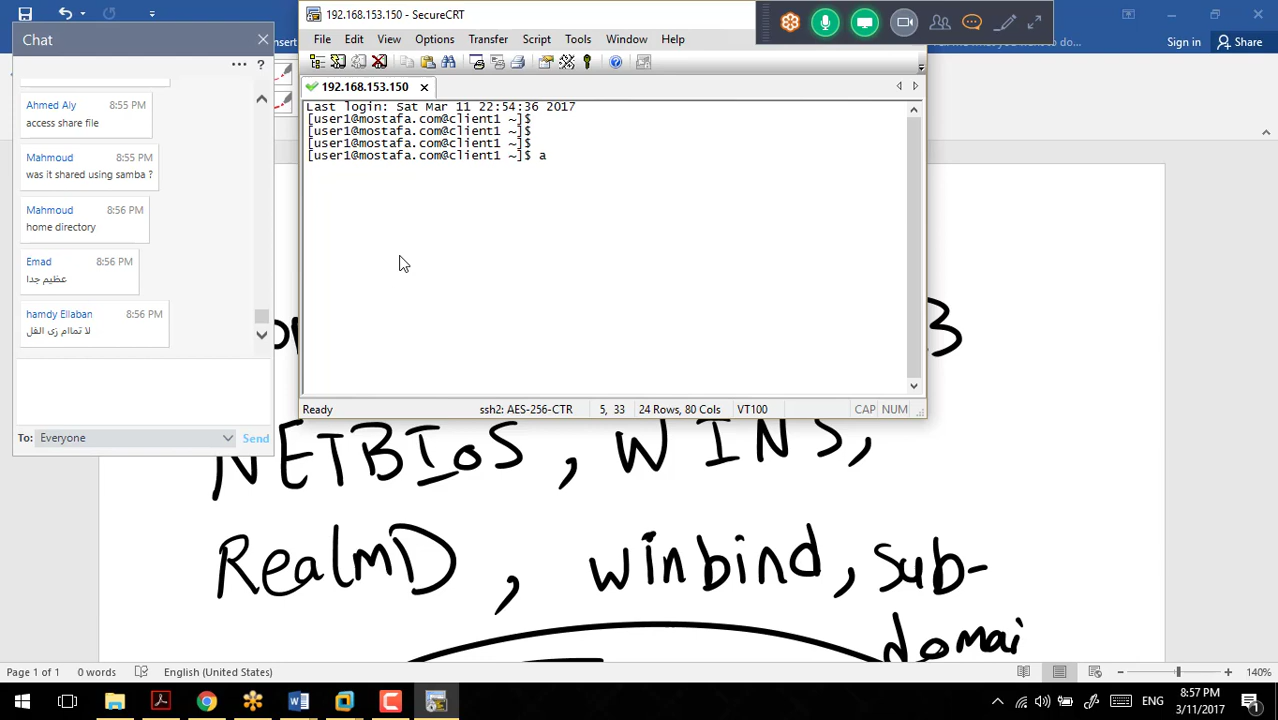 Chat
Ahmed Aly 8:55 PM
access share file
Mahmoud 8:55 PM
was it shared using samba ?
Mahmoud 8:56 PM
home directory
Emad 8:56 PM
عظيم جدا
hamdy Ellaban 8:56 PM
لا تماام زى الفل
To: Everyone
Send
192.168.153.150 - SecureCRT
File Edit View Options Transfer Script Tools Window Help
192.168.153.150
Last login: Sat Mar 11 22:54:36 2017
[user1@mostafa.com@client1 ~]$
[user1@mostafa.com@client1 ~]$
[user1@mostafa.com@client1 ~]$
[user1@mostafa.com@client1 ~]$ a
Ready ssh2: AES-256-CTR 5, 33 24 Rows, 80 Cols VT100 CAP NUM
Sign in Share
3
NETBIoS, WINS,
RealmD, winbind, sub-
domai
Page 1 of 1 0 words English (United States) 140%
ENG 8:57 PM
3/11/2017